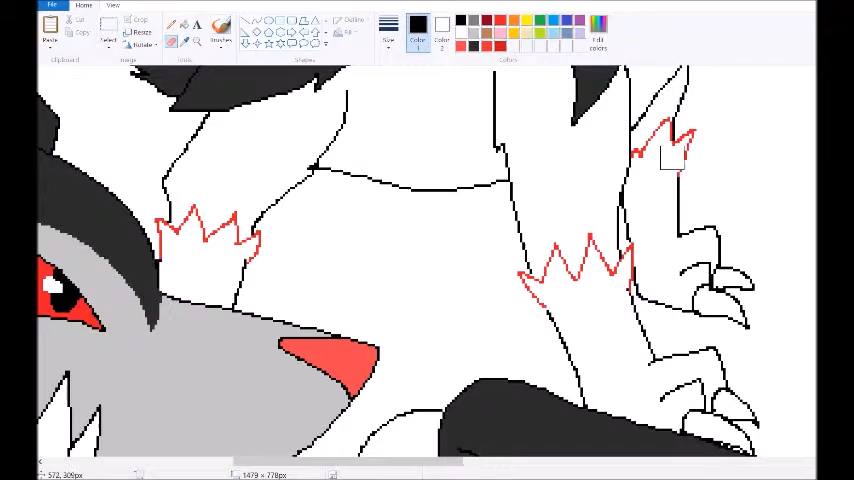 File Home View
Cut
Copy
Paste
Clipboard
Crop
Resize
Rotate
Select
Image
Tools
Brushes
Shapes
Outline
Fill
Size
Color
1
Color
2
Edit
colors
Colors
572, 309px
1479 × 778px